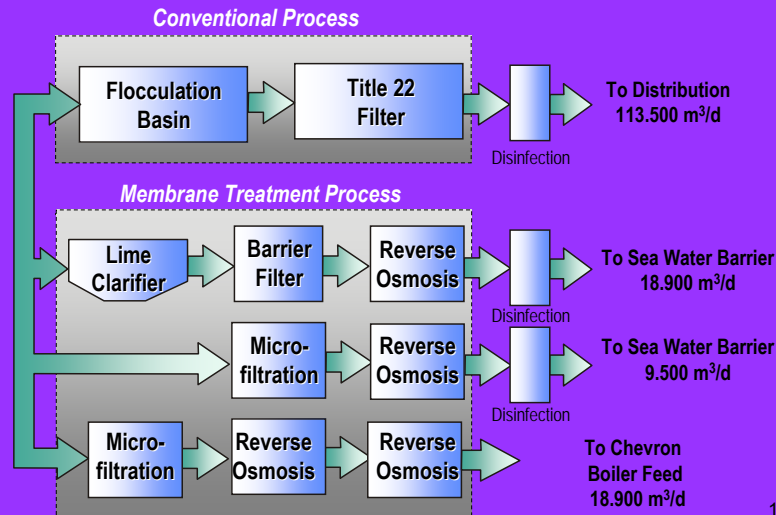 Conventional Process
Flocculation
Basin
Title 22
Filter
Disinfection
To Distribution
113.500 m³/d
Membrane Treatment Process
Lime
Clarifier
Barrier
Filter
Reverse
Osmosis
Disinfection
To Sea Water Barrier
18.900 m³/d
Micro-
filtration
Reverse
Osmosis
Disinfection
To Sea Water Barrier
9.500 m³/d
Micro-
filtration
Reverse
Osmosis
Reverse
Osmosis
To Chevron
Boiler Feed
18.900 m³/d
1